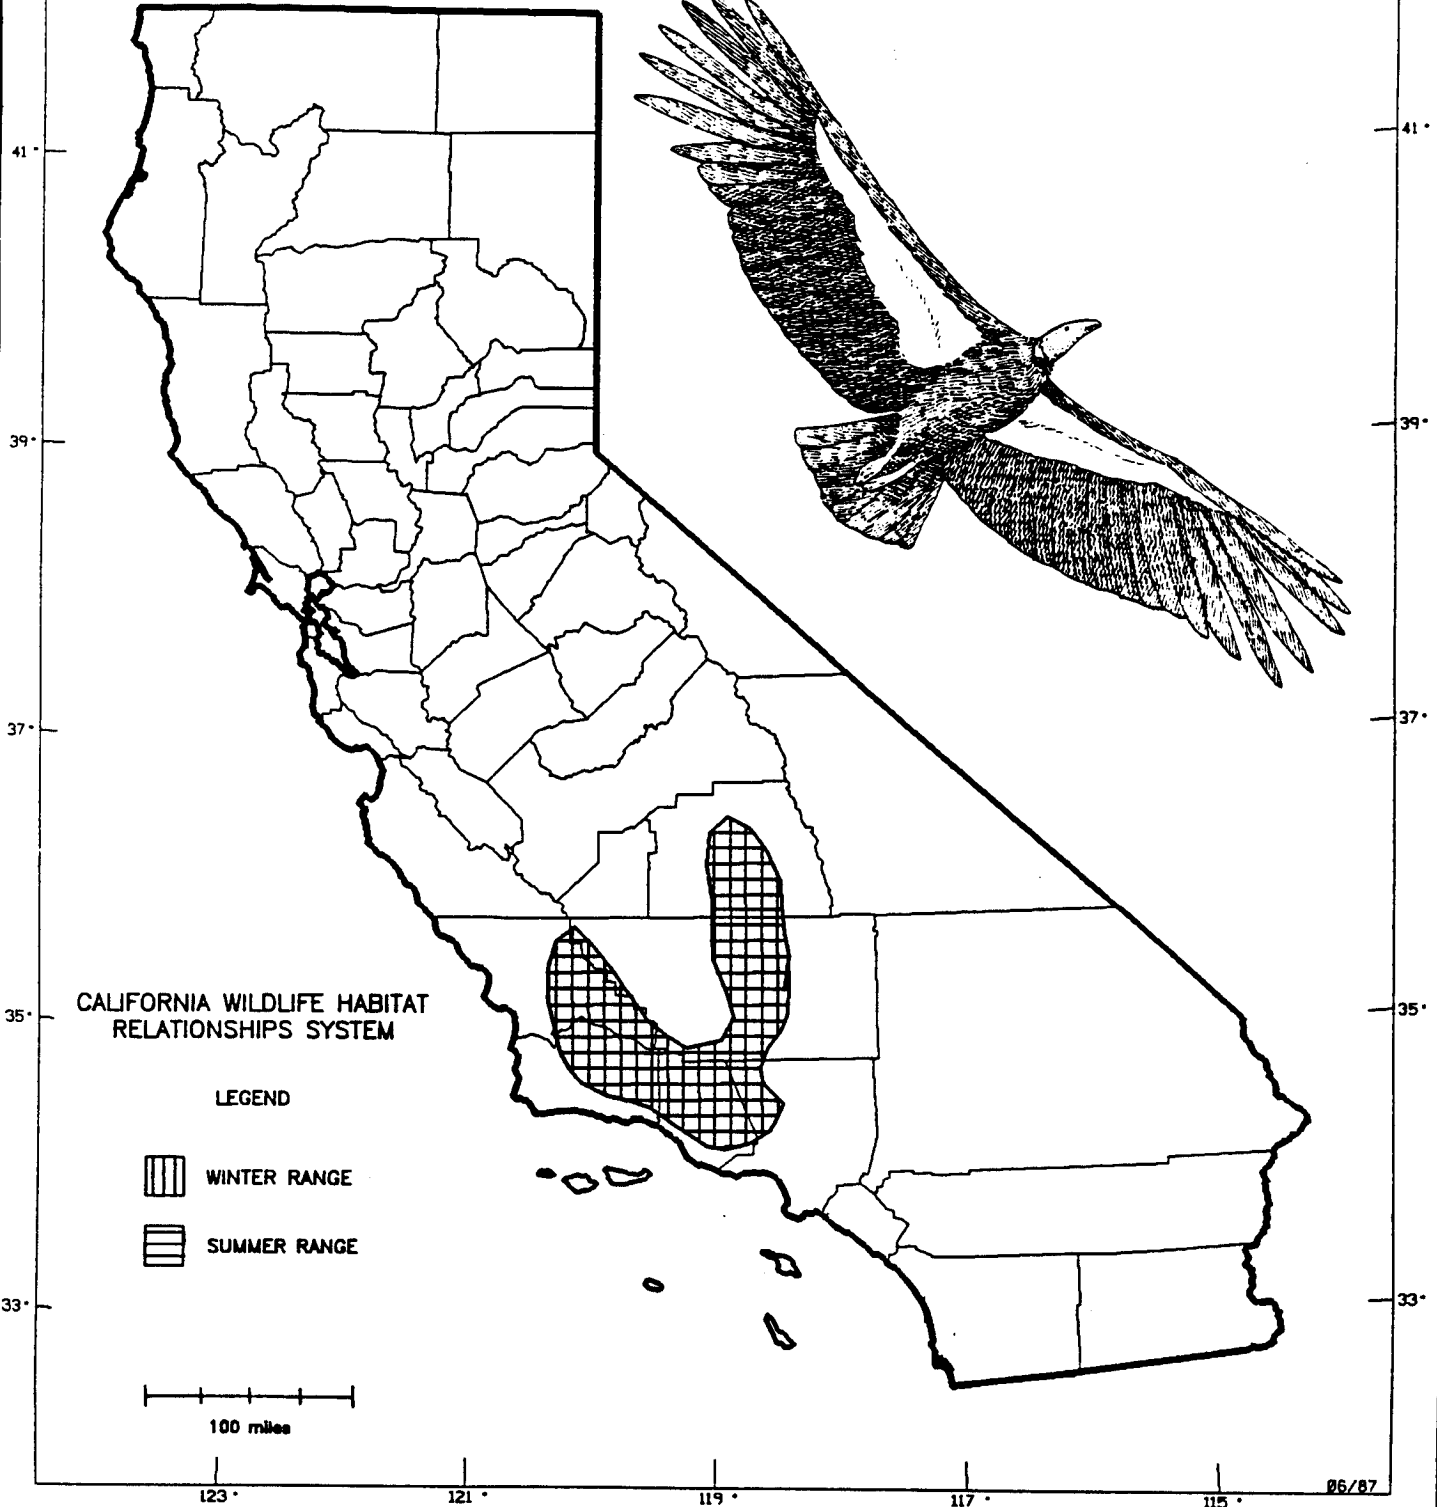 41°
41°
39°
39°
37°
37°
35°
35°
CALIFORNIA WILDLIFE HABITAT
RELATIONSHIPS SYSTEM
LEGEND
WINTER RANGE
SUMMER RANGE
33°
33°
100 miles
06/87
123°
121°
119°
117°
115°